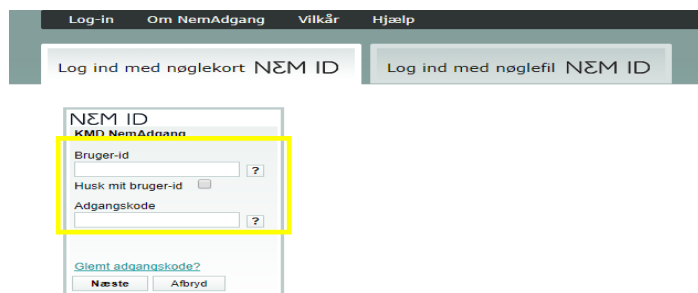 Log-in Om NemAdgang Vilkår Hjælp
Log ind med nøglekort NEM ID Log ind med nøglefil NEM ID
NEM ID
KMD NemAdgang
Bruger-id
?
Husk mit bruger-id
Adgangskode
?
Glemt adgangskode?
Næste Afbryd